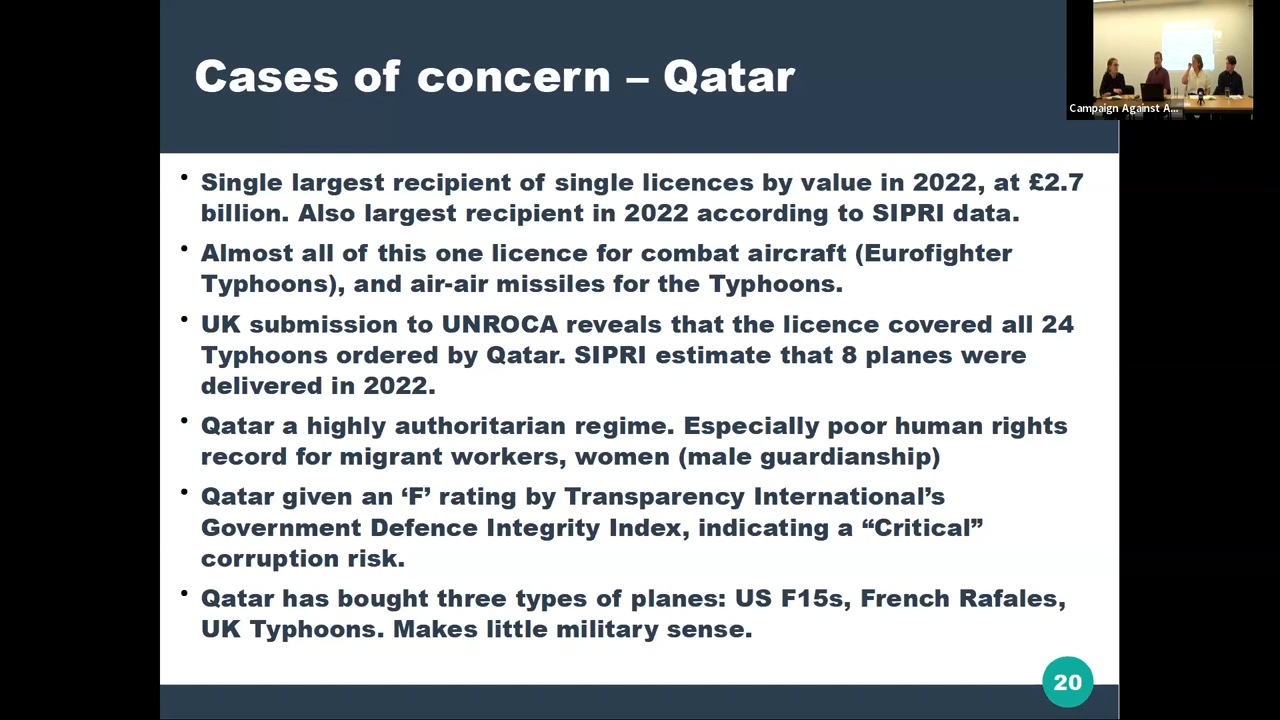 Cases of concern – Qatar
Campaign Against A...
• Single largest recipient of single licences by value in 2022, at £2.7
billion. Also largest recipient in 2022 according to SIPRI data.
• Almost all of this one licence for combat aircraft (Eurofighter
Typhoons), and air-air missiles for the Typhoons.
• UK submission to UNROCA reveals that the licence covered all 24
Typhoons ordered by Qatar. SIPRI estimate that 8 planes were
delivered in 2022.
• Qatar a highly authoritarian regime. Especially poor human rights
record for migrant workers, women (male guardianship)
• Qatar given an ‘F’ rating by Transparency International’s
Government Defence Integrity Index, indicating a “Critical”
corruption risk.
• Qatar has bought three types of planes: US F15s, French Rafales,
UK Typhoons. Makes little military sense.
20